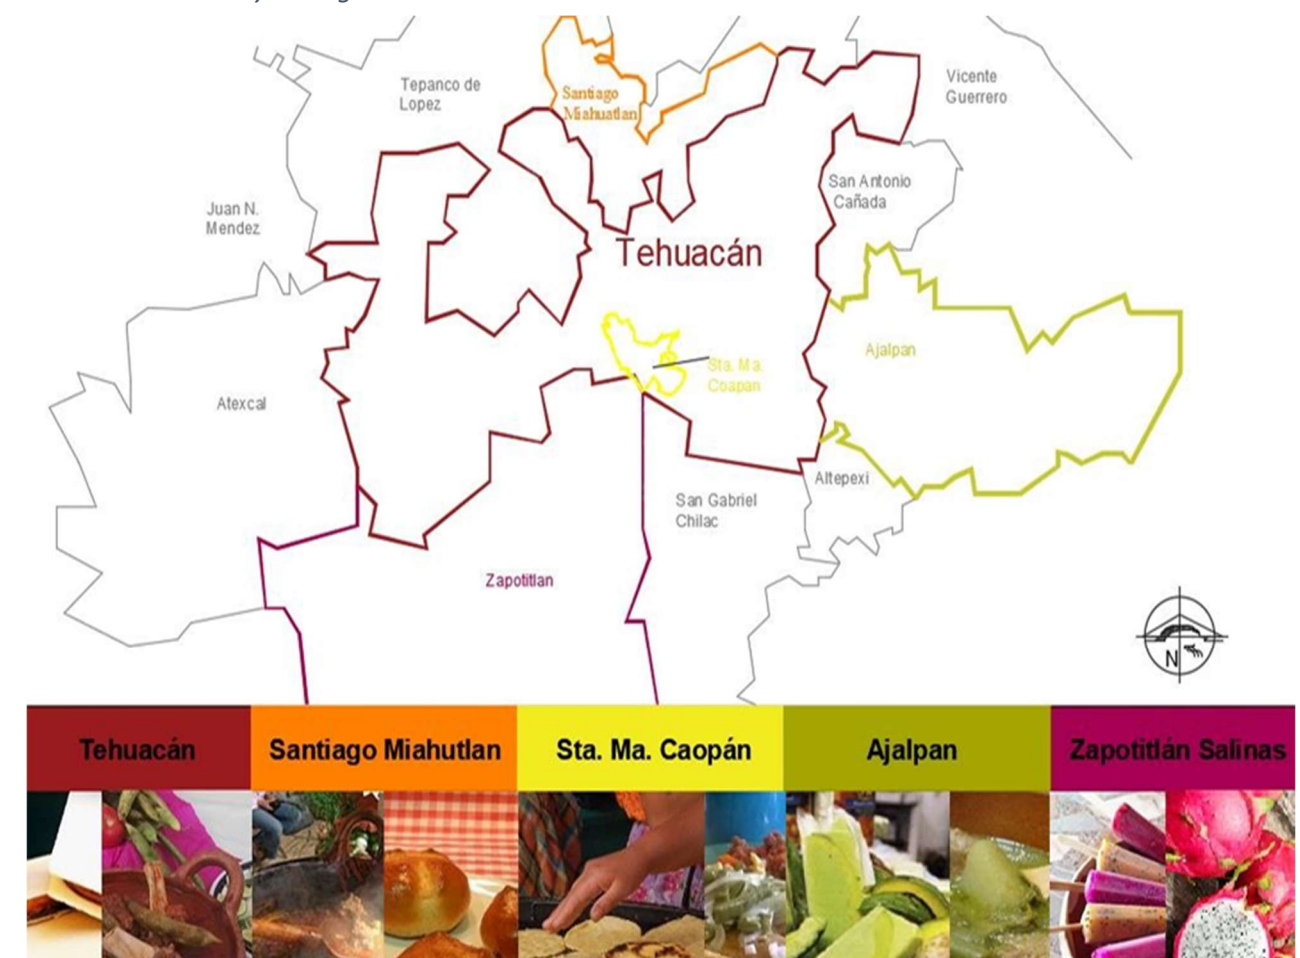 Tepanco de
Lopez
Santiago
Miahuatlan
Vicente
Guerrero
San Antonio
Cañada
Juan N.
Mendez
Tehuacán
Ajalpan
Sta. Ma.
Coapan
Atexcal
Altepexi
San Gabriel
Chilac
Zapotitlan
N
Tehuacán
Santiago Miahutlan
Sta. Ma. Caopán
Ajalpan
Zapotitlán Salinas